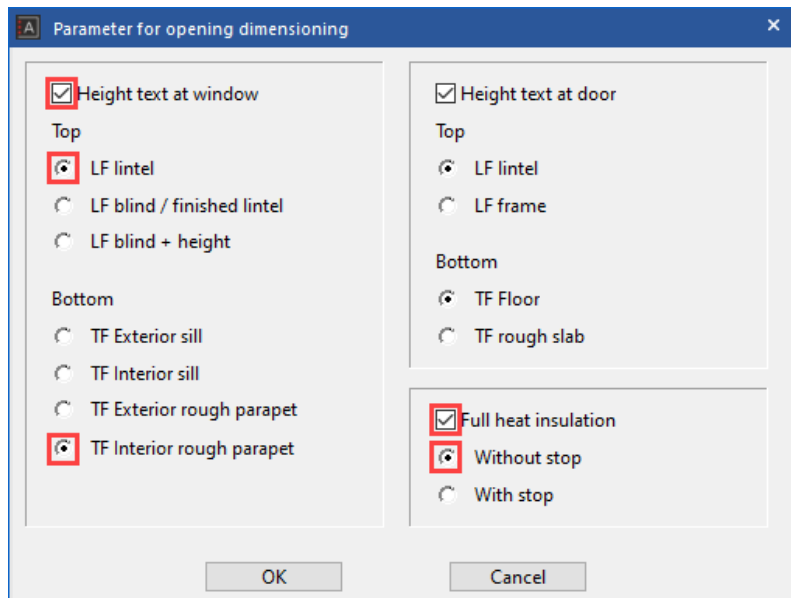 A Parameter for opening dimensioning
Height text at window
Top
LF lintel
LF blind / finished lintel
LF blind + height
Bottom
TF Exterior sill
TF Interior sill
TF Exterior rough parapet
TF Interior rough parapet
Height text at door
Top
LF lintel
LF frame
Bottom
TF Floor
TF rough slab
Full heat insulation
Without stop
With stop
OK
Cancel